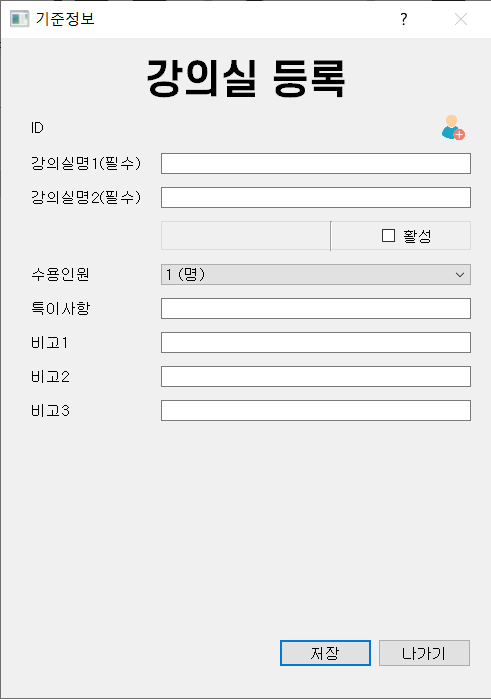 기준정보 ?
강의실 등록
ID
강의실명1(필수)
강의실명2(필수)
활성
수용인원 1 (명)
특이사항
비고1
비고2
비고3
저장 나가기